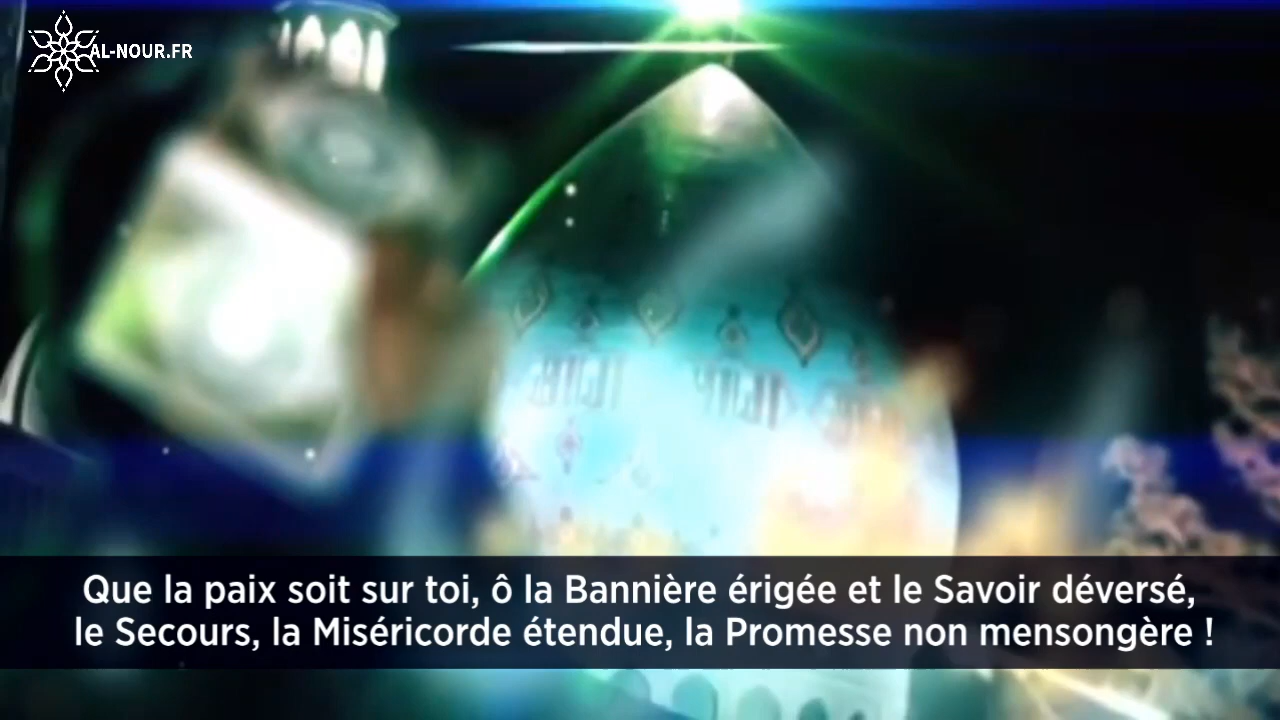 AL-NOUR.FR
Que la paix soit sur toi, ô la Bannière érigée et le Savoir déversé,
le Secours, la Miséricorde étendue, la Promesse non mensongère !